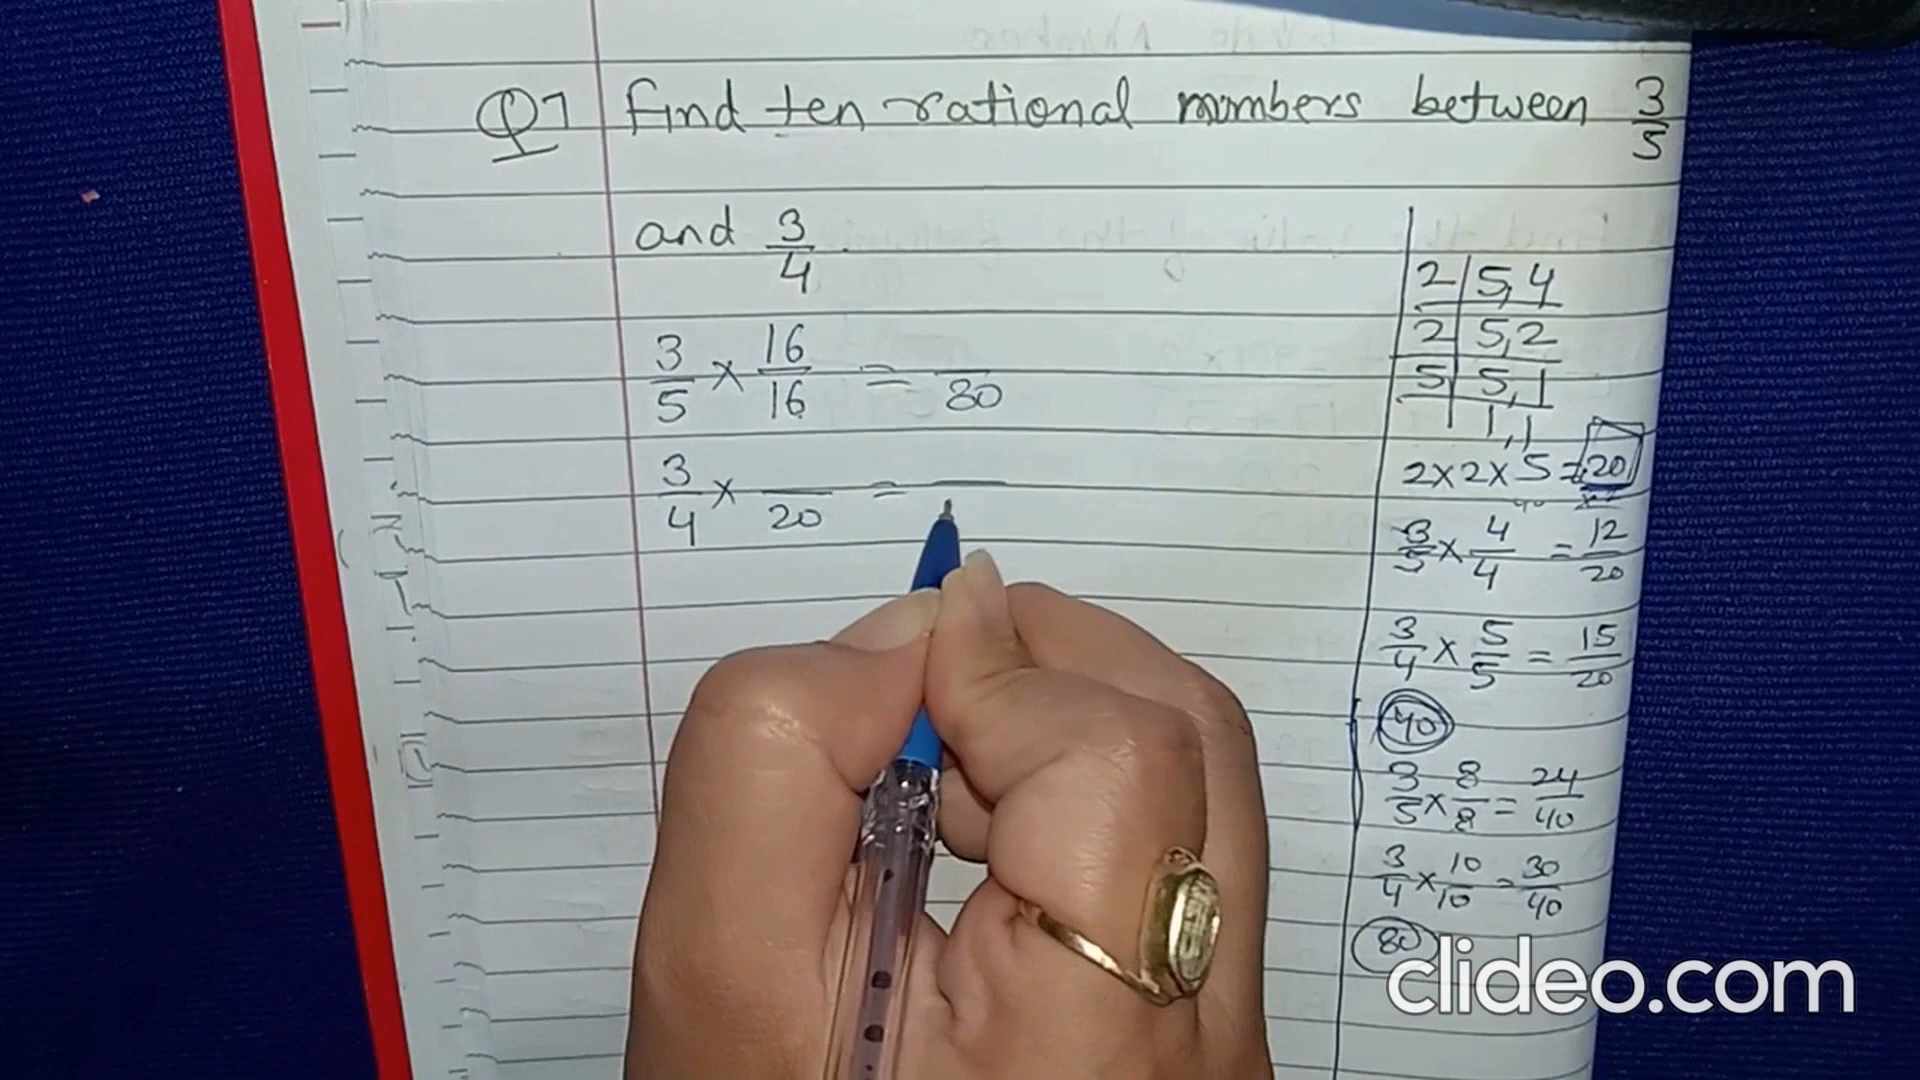 Q7 Find ten rational numbers between 3/5
and 3/4
3/5 × 16/16 = /80
3/4 × /20 =
2 | 5, 4
2 | 5, 2
5 | 5, 1
1, 1
2 × 2 × 5 = 20
3/5 × 4/4 = 12/20
3/4 × 5/5 = 15/20
40
3/5 × 8/8 = 24/40
3/4 × 10/10 = 30/40
80
clideo.com